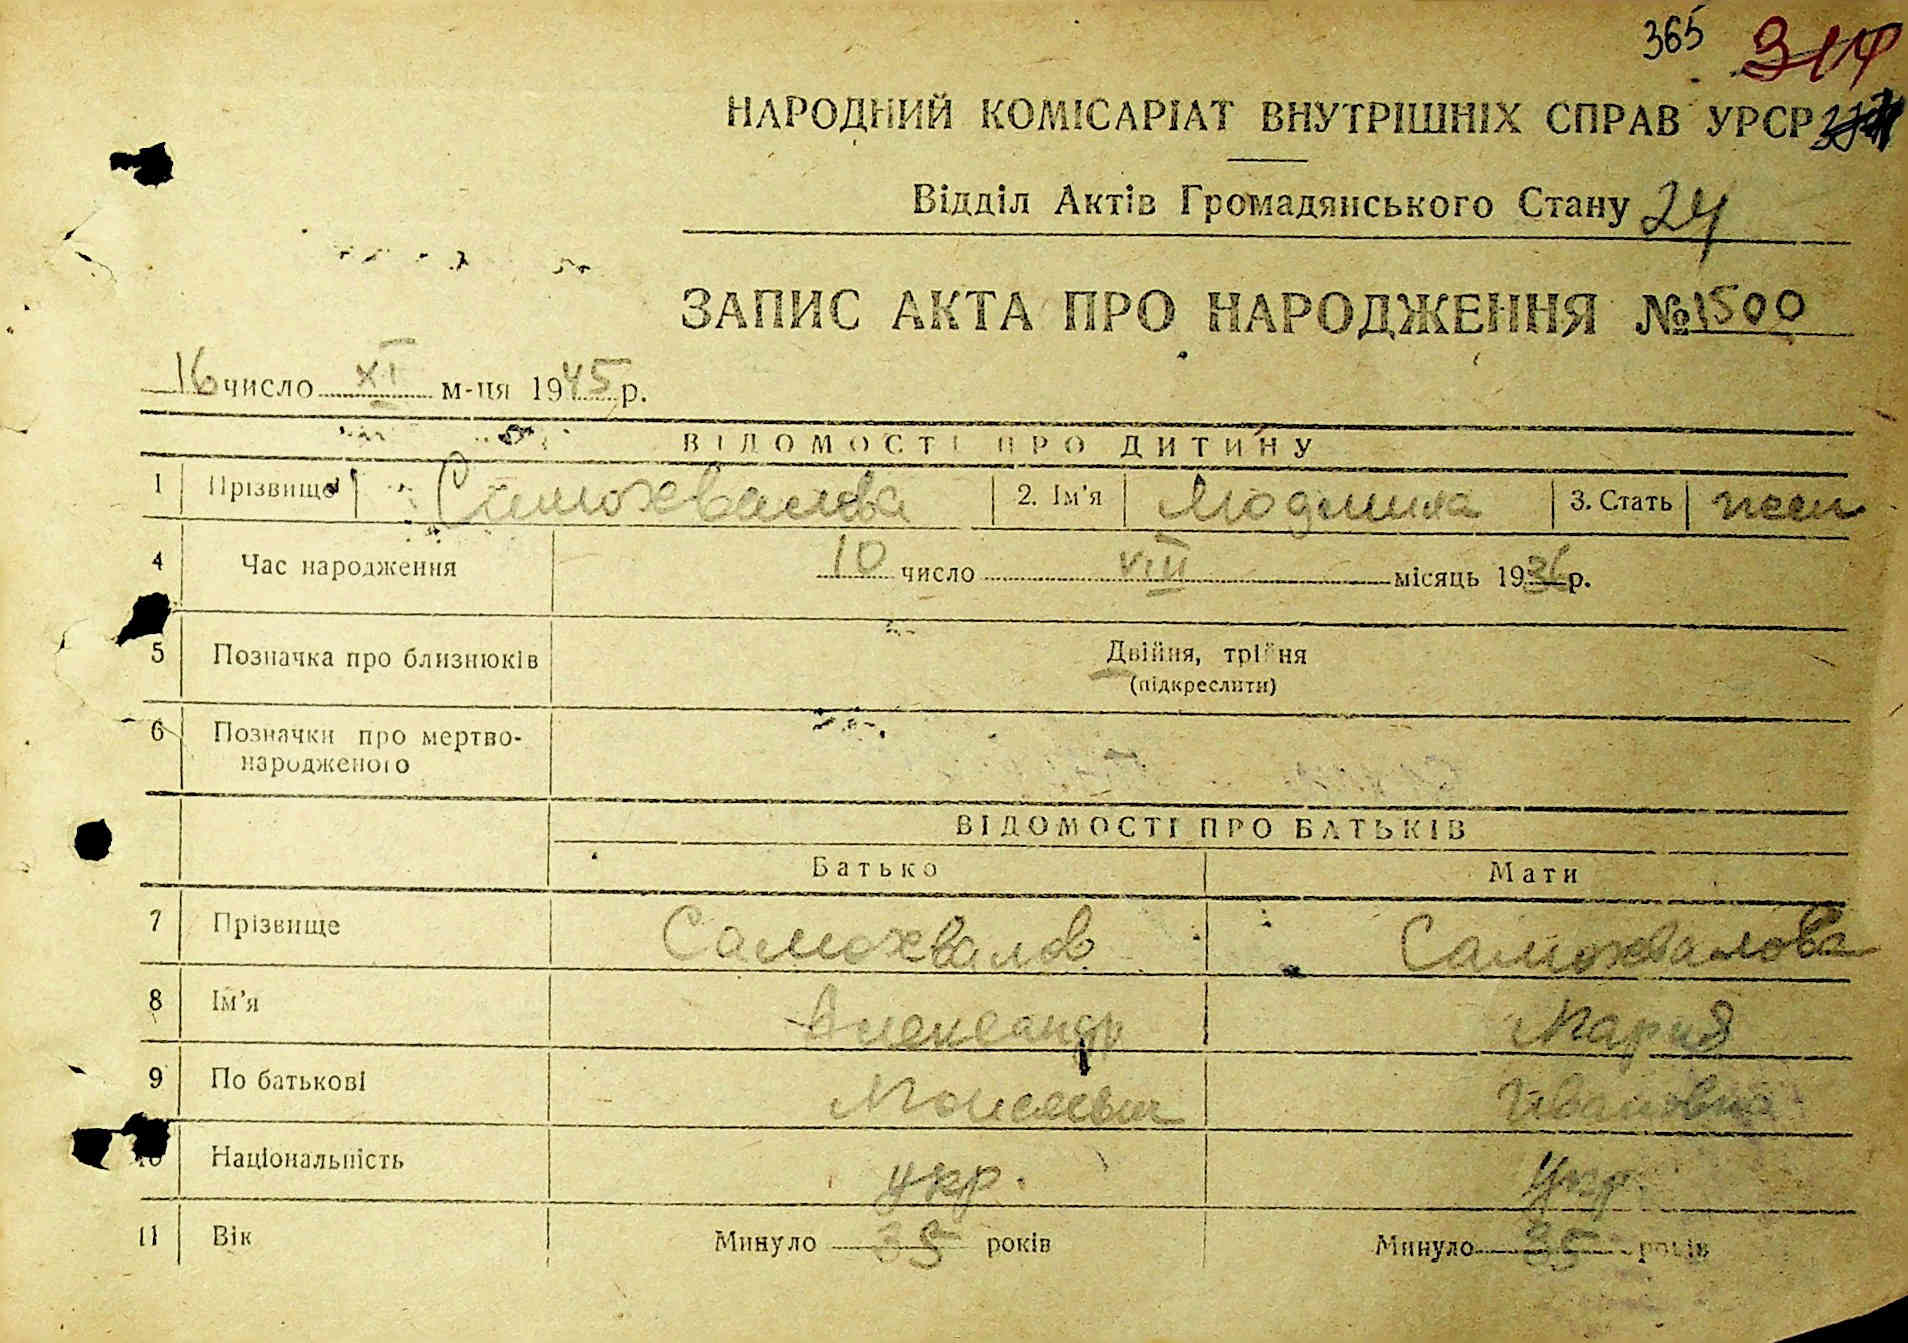 365 314
НАРОДНИЙ КОМІСАРІАТ ВНУТРІШНІХ СПРАВ УРСР
Відділ Актів Громадянського Стану 24
ЗАПИС АКТА ПРО НАРОДЖЕННЯ № 1500
16 число XI м-ця 1945 р.
ВІДОМОСТІ ПРО ДИТИНУ
1 Прізвище Самохвалова 2. Ім'я Людмила 3. Стать жен
4 Час народження 10 число VIII місяць 1936 р.
5 Позначка про близнюків Двійня, трійня
(підкреслити)
6 Позначки про мертво-
народженого
ВІДОМОСТІ ПРО БАТЬКІВ
Батько Мати
7 Прізвище Самохвалов Самохвалова
8 Ім'я Александр Мария
9 По батькові Моисеевич Ивановна
10 Національність укр. укр.
11 Вік Минуло 35 років Минуло 35 років